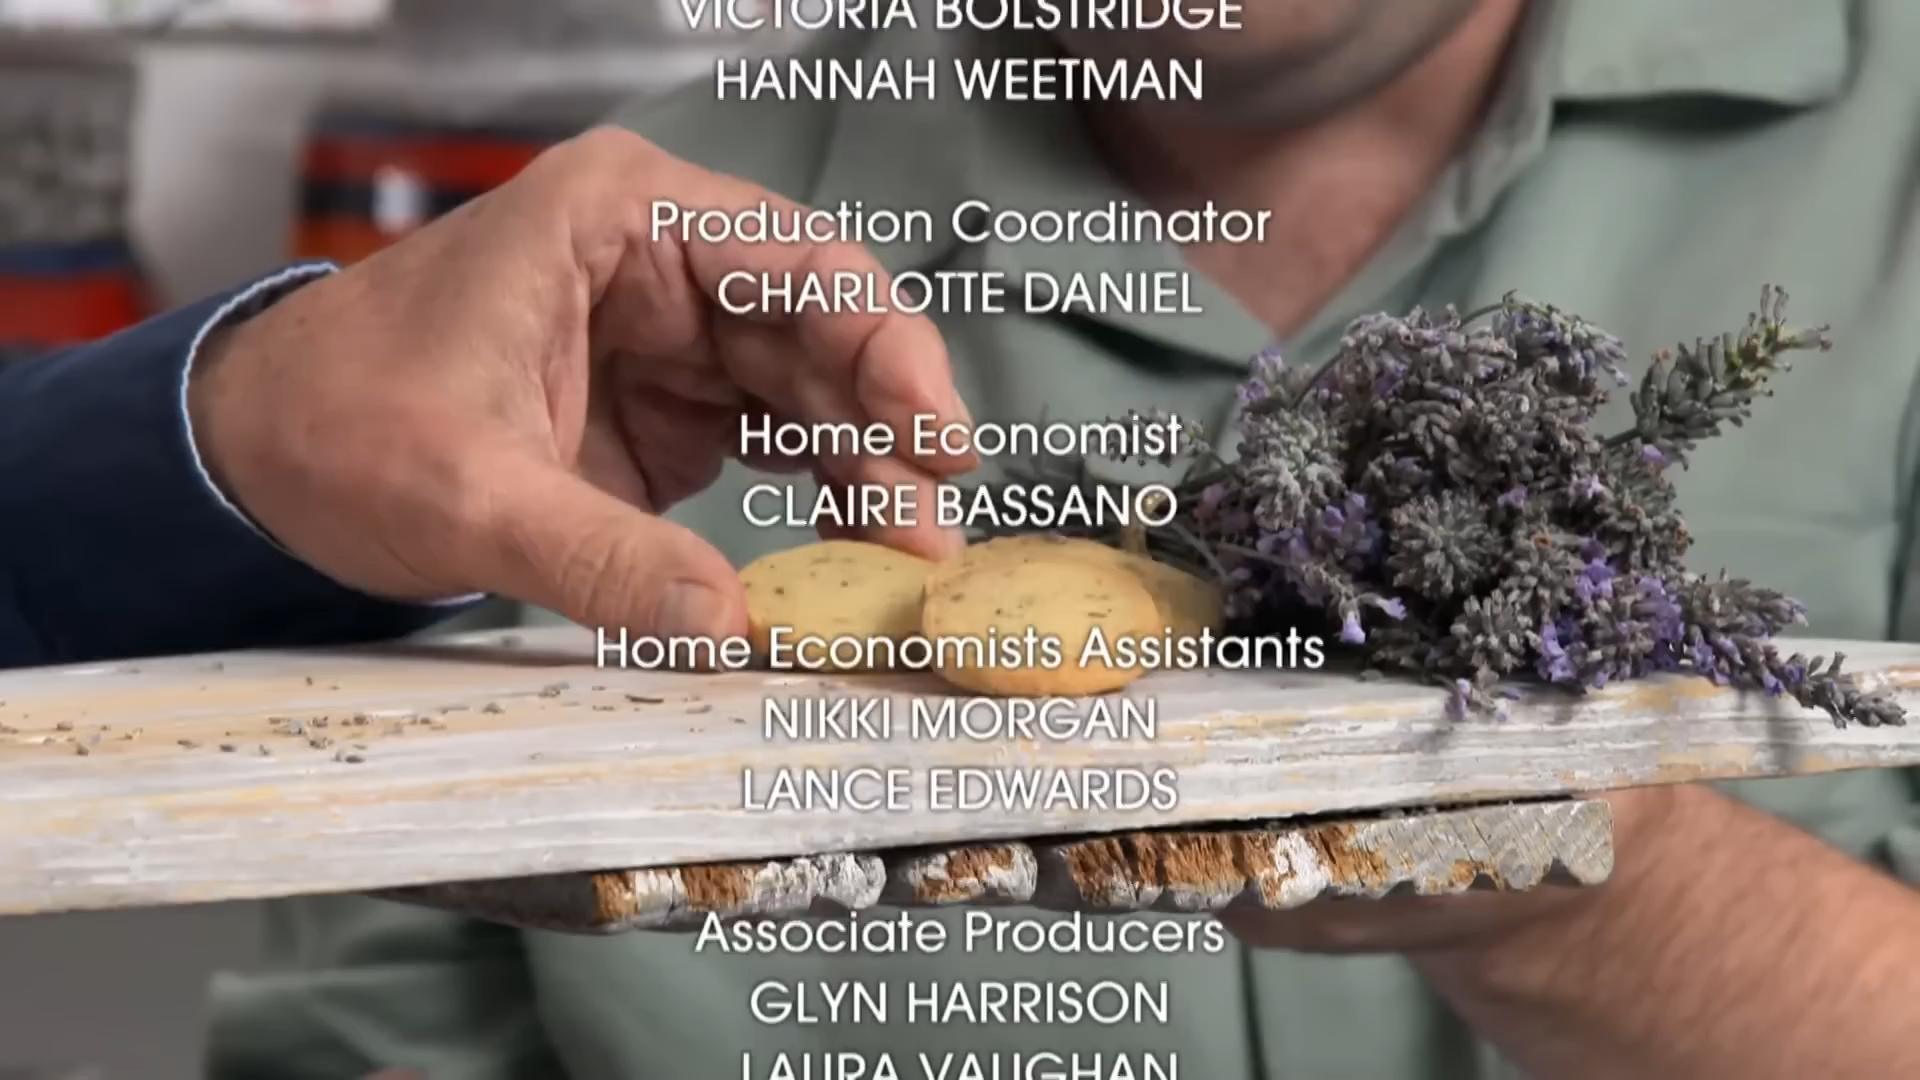 VICTORIA BOLSTRIDGE
HANNAH WEETMAN
Production Coordinator
CHARLOTTE DANIEL
Home Economist
CLAIRE BASSANO
Home Economists Assistants
NIKKI MORGAN
LANCE EDWARDS
Associate Producers
GLYN HARRISON
LAURA VAUGHAN